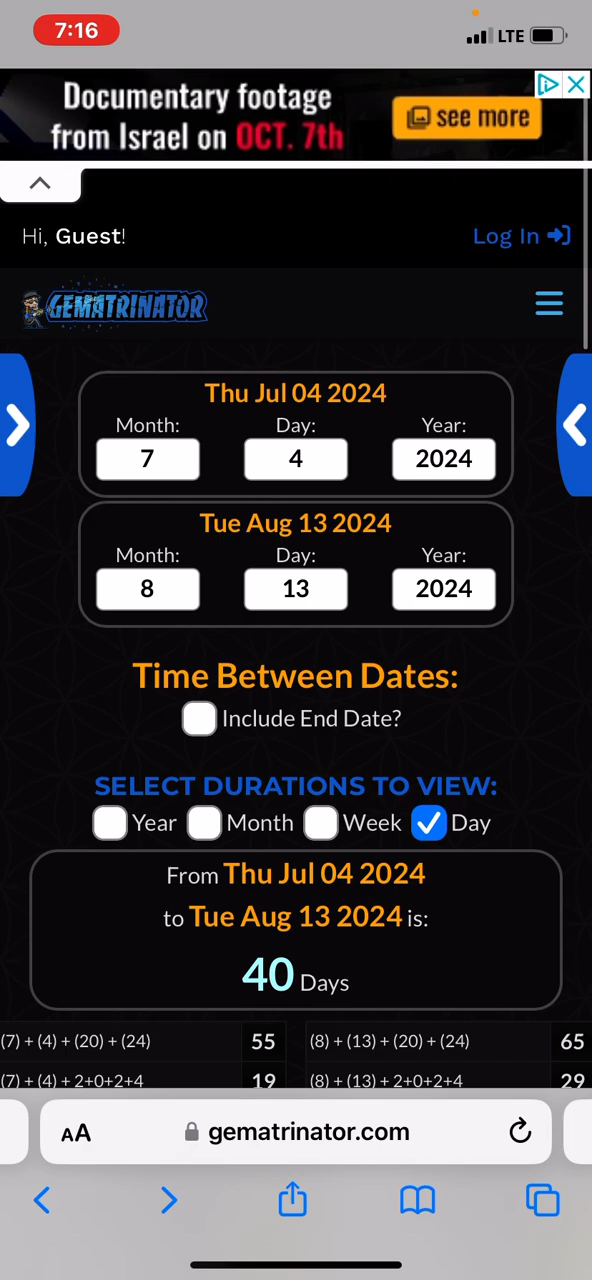 7:16
LTE
Documentary footage
from Israel on OCT. 7th
see more
Hi, Guest!
Log In
GEMATRINATOR
Thu Jul 04 2024
Month: Day: Year:
7 4 2024
Tue Aug 13 2024
Month: Day: Year:
8 13 2024
Time Between Dates:
Include End Date?
SELECT DURATIONS TO VIEW:
Year Month Week Day
From Thu Jul 04 2024
to Tue Aug 13 2024 is:
40 Days
(7) + (4) + (20) + (24) 55 (8) + (13) + (20) + (24) 65
(7) + (4) + 2+0+2+4 19 (8) + (13) + 2+0+2+4 29
AA gematrinator.com